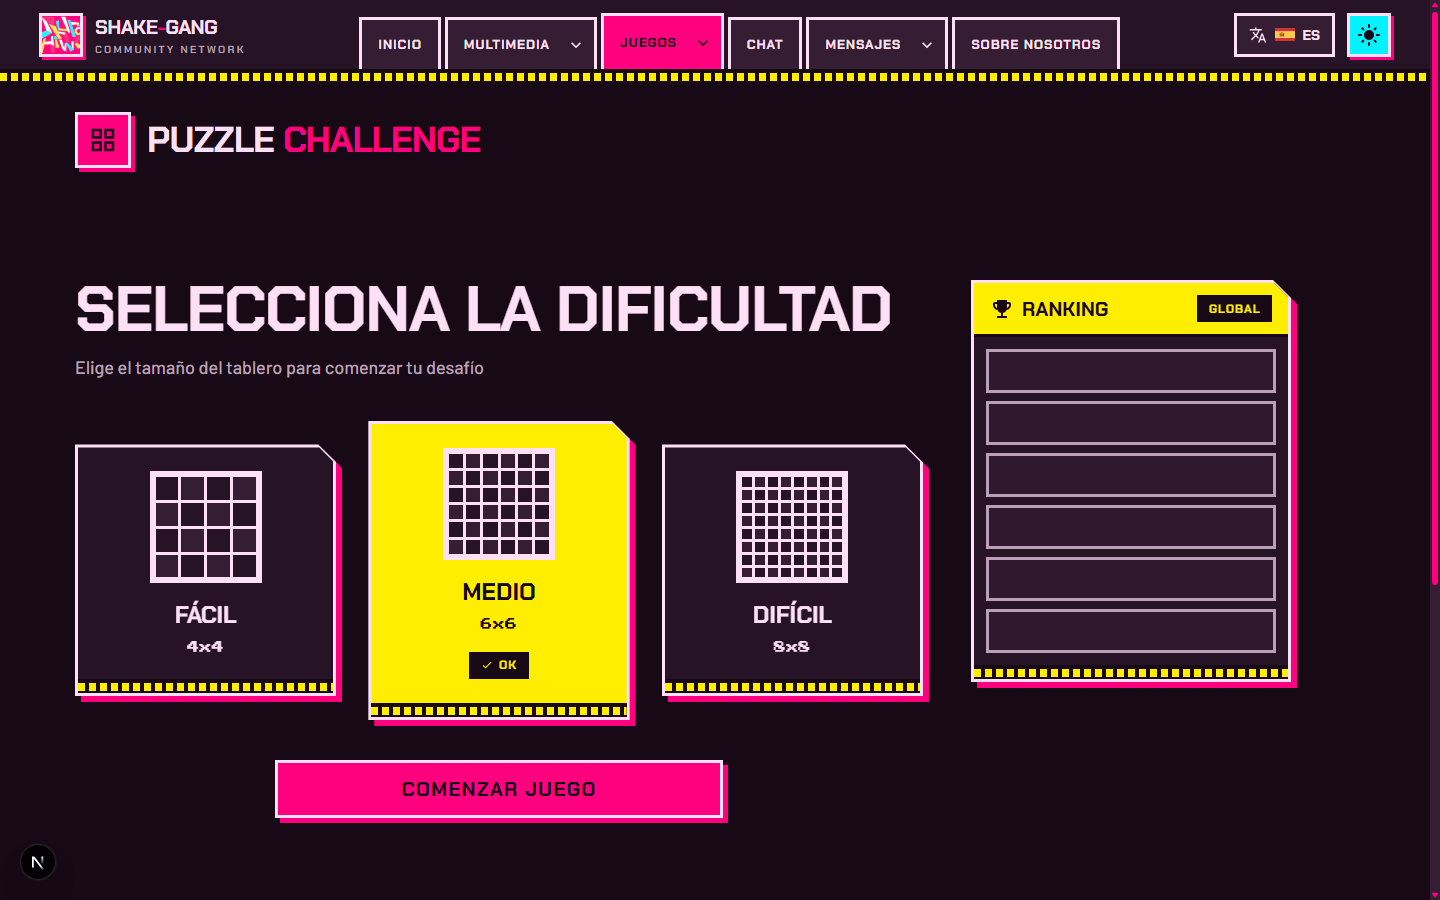 SHAKE-GANG
COMMUNITY NETWORK
INICIO
MULTIMEDIA
JUEGOS
CHAT
MENSAJES
SOBRE NOSOTROS
ES
PUZZLE CHALLENGE
SELECCIONA LA DIFICULTAD
Elige el tamaño del tablero para comenzar tu desafío
FÁCIL
4x4
MEDIO
6x6
OK
DIFÍCIL
8x8
COMENZAR JUEGO
RANKING
GLOBAL
N